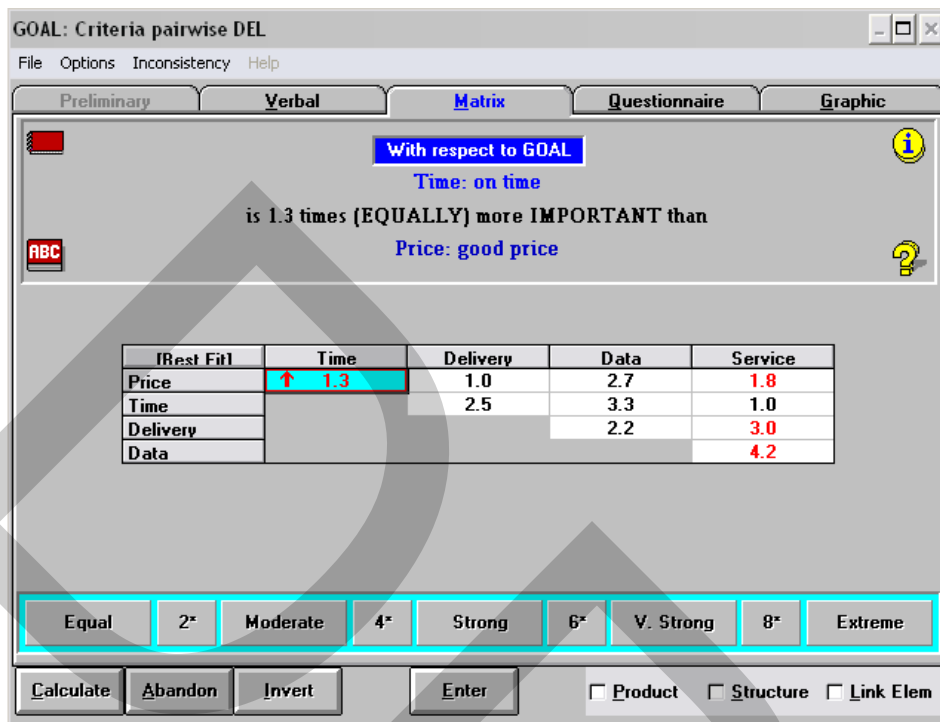 GOAL: Criteria pairwise DEL
File Options Inconsistency Help
Preliminary Verbal Matrix Questionnaire Graphic
With respect to GOAL
Time: on time
is 1.3 times (EQUALLY) more IMPORTANT than
ABC Price: good price
[Best Fit] Time Delivery Data Service
Price 1.3 1.0 2.7 1.8
Time 2.5 3.3 1.0
Delivery 2.2 3.0
Data 4.2
Equal 2* Moderate 4* Strong 6* V. Strong 8* Extreme
Calculate Abandon Invert Enter Product Structure Link Elem